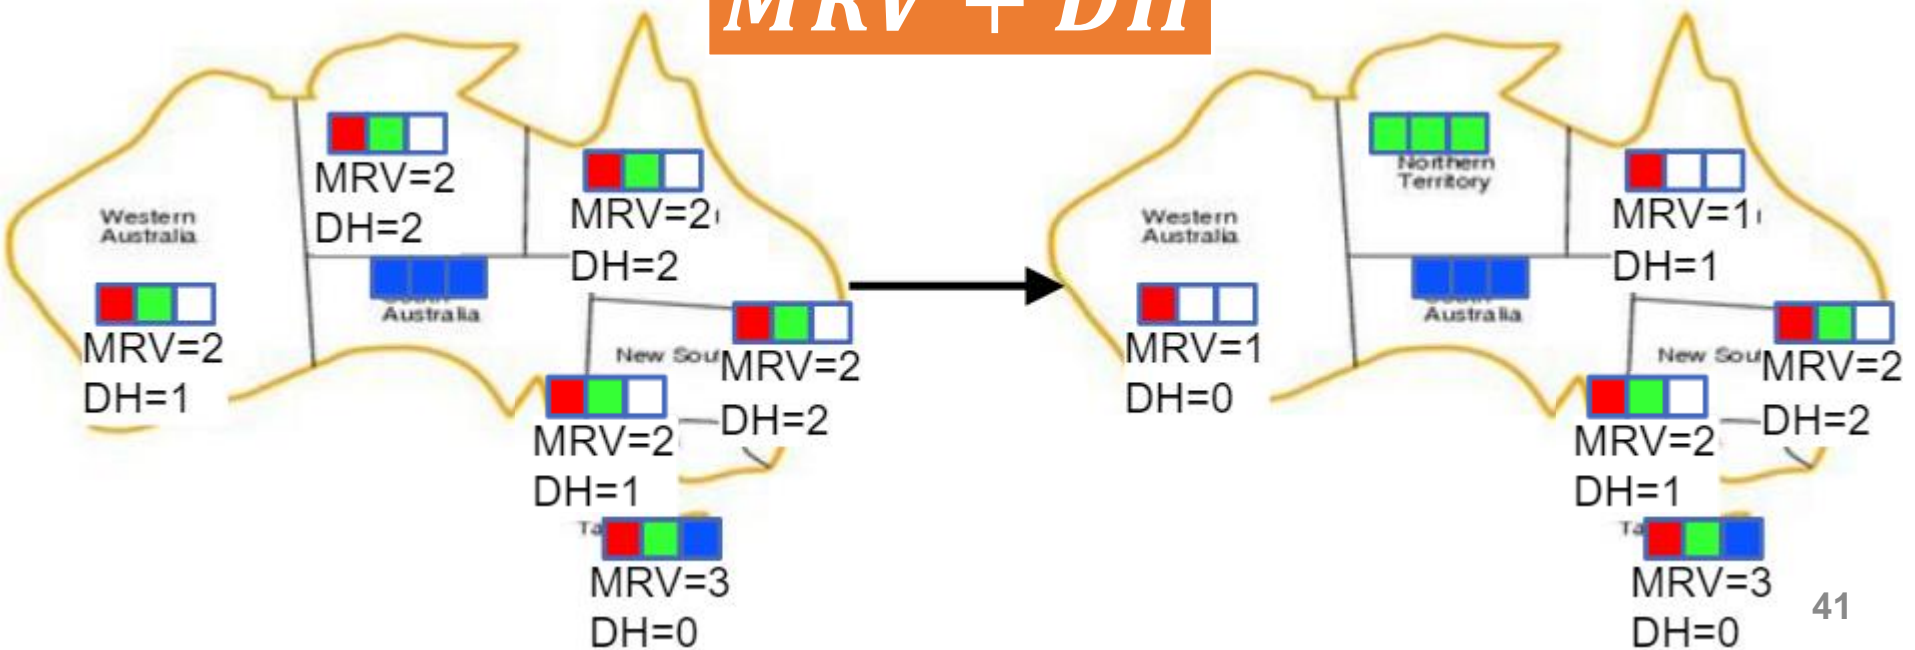 MRV + DH
MRV=2
DH=2
MRV=2
DH=2
Western
Australia
MRV=2
DH=1
Australia
New
MRV=2
DH=2
MRV=2
DH=1
MRV=3
DH=0
Northern
Territory
MRV=1
DH=1
Western
Australia
MRV=1
DH=0
Australia
New
MRV=2
DH=2
MRV=2
DH=1
MRV=3
DH=0
41